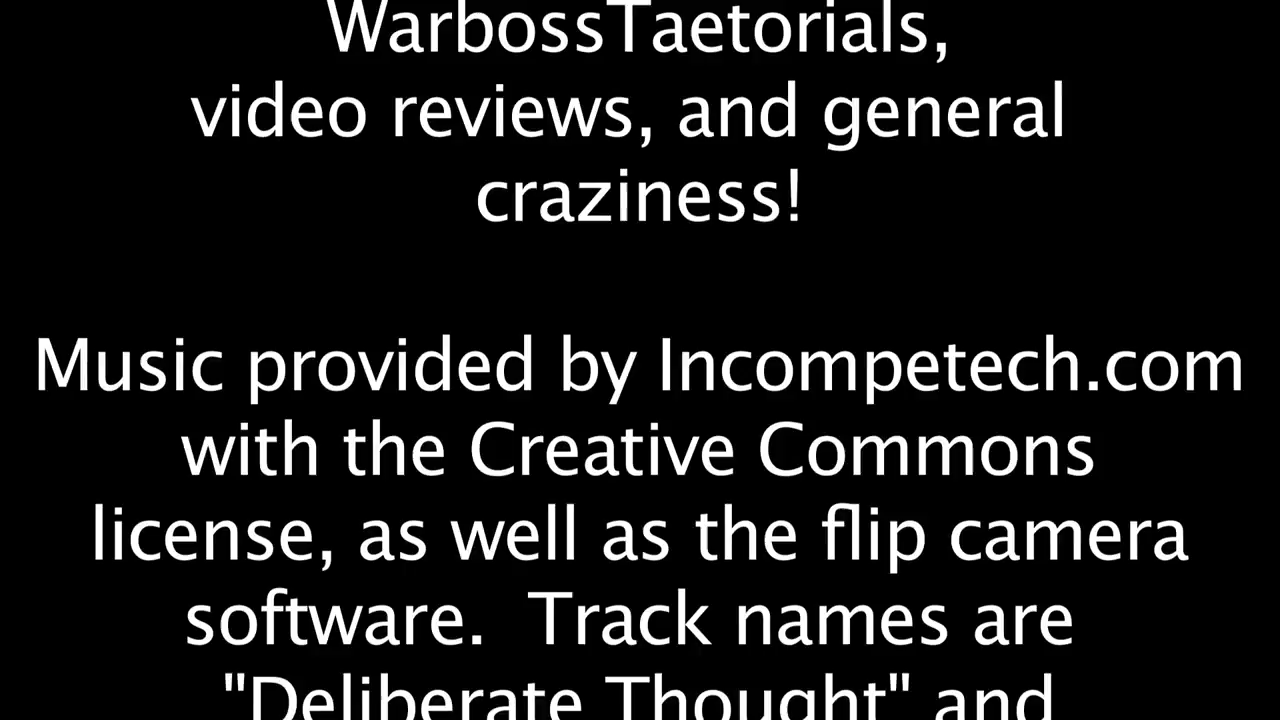 WarbossTaetorials,
video reviews, and general
craziness!
Music provided by Incompetech.com
with the Creative Commons
license, as well as the flip camera
software.  Track names are
"Deliberate Thought" and